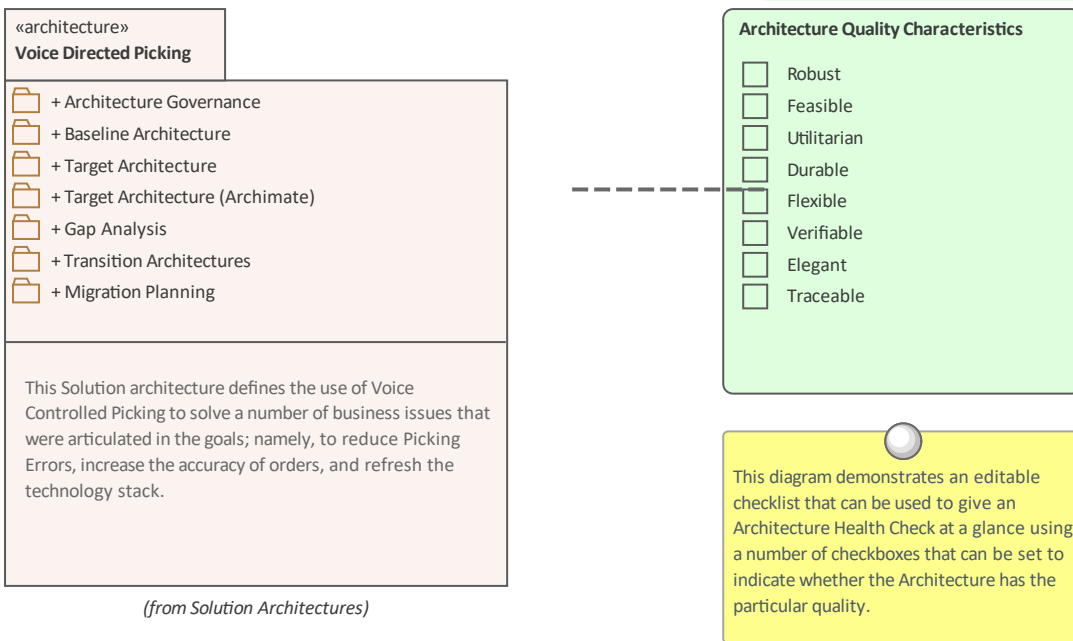 «architecture»
Voice Directed Picking
+ Architecture Governance
+ Baseline Architecture
+ Target Architecture
+ Target Architecture (Archimate)
+ Gap Analysis
+ Transition Architectures
+ Migration Planning
This Solution architecture defines the use of Voice
Controlled Picking to solve a number of business issues that
were articulated in the goals; namely, to reduce Picking
Errors, increase the accuracy of orders, and refresh the
technology stack.
(from Solution Architectures)
Architecture Quality Characteristics
Robust
Feasible
Utilitarian
Durable
Flexible
Verifiable
Elegant
Traceable
This diagram demonstrates an editable
checklist that can be used to give an
Architecture Health Check at a glance using
a number of checkboxes that can be set to
indicate whether the Architecture has the
particular quality.